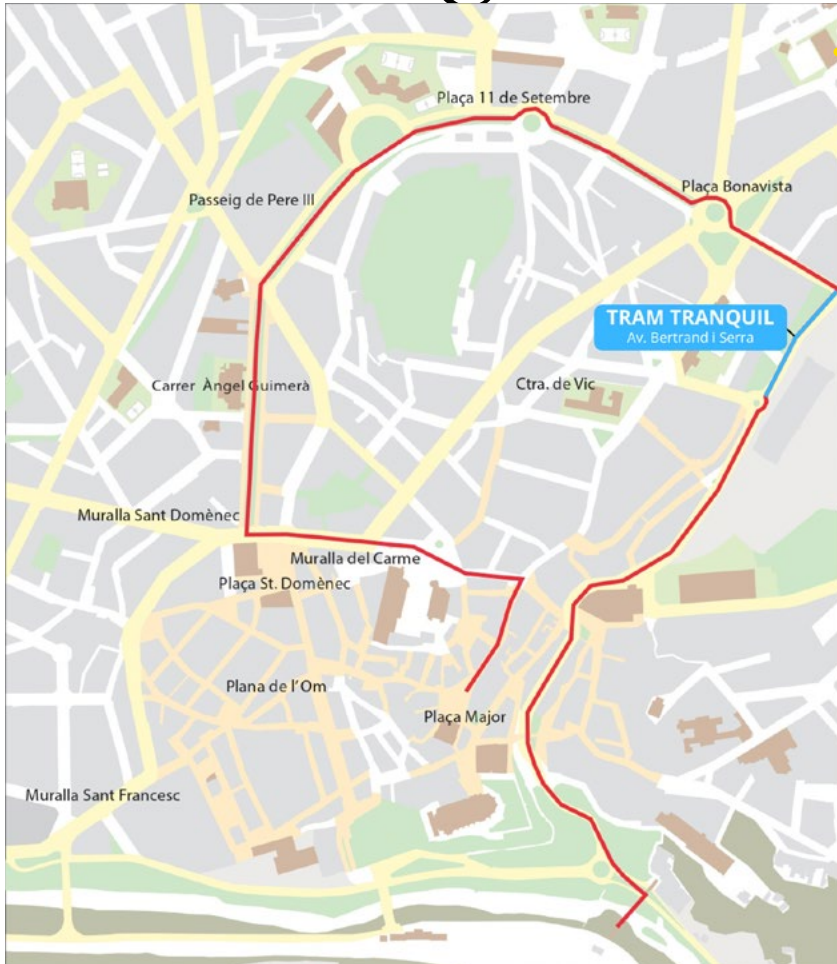 Plaça 11 de Setembre
Plaça Bonavista
Passeig de Pere III
TRAM TRANQUIL
Av. Bertrand i Serra
Carrer Àngel Guimerà
Ctra. de Vic
Muralla Sant Domènec
Muralla del Carme
Plaça St. Domènec
Plana de l'Om
Plaça Major
Muralla Sant Francesc